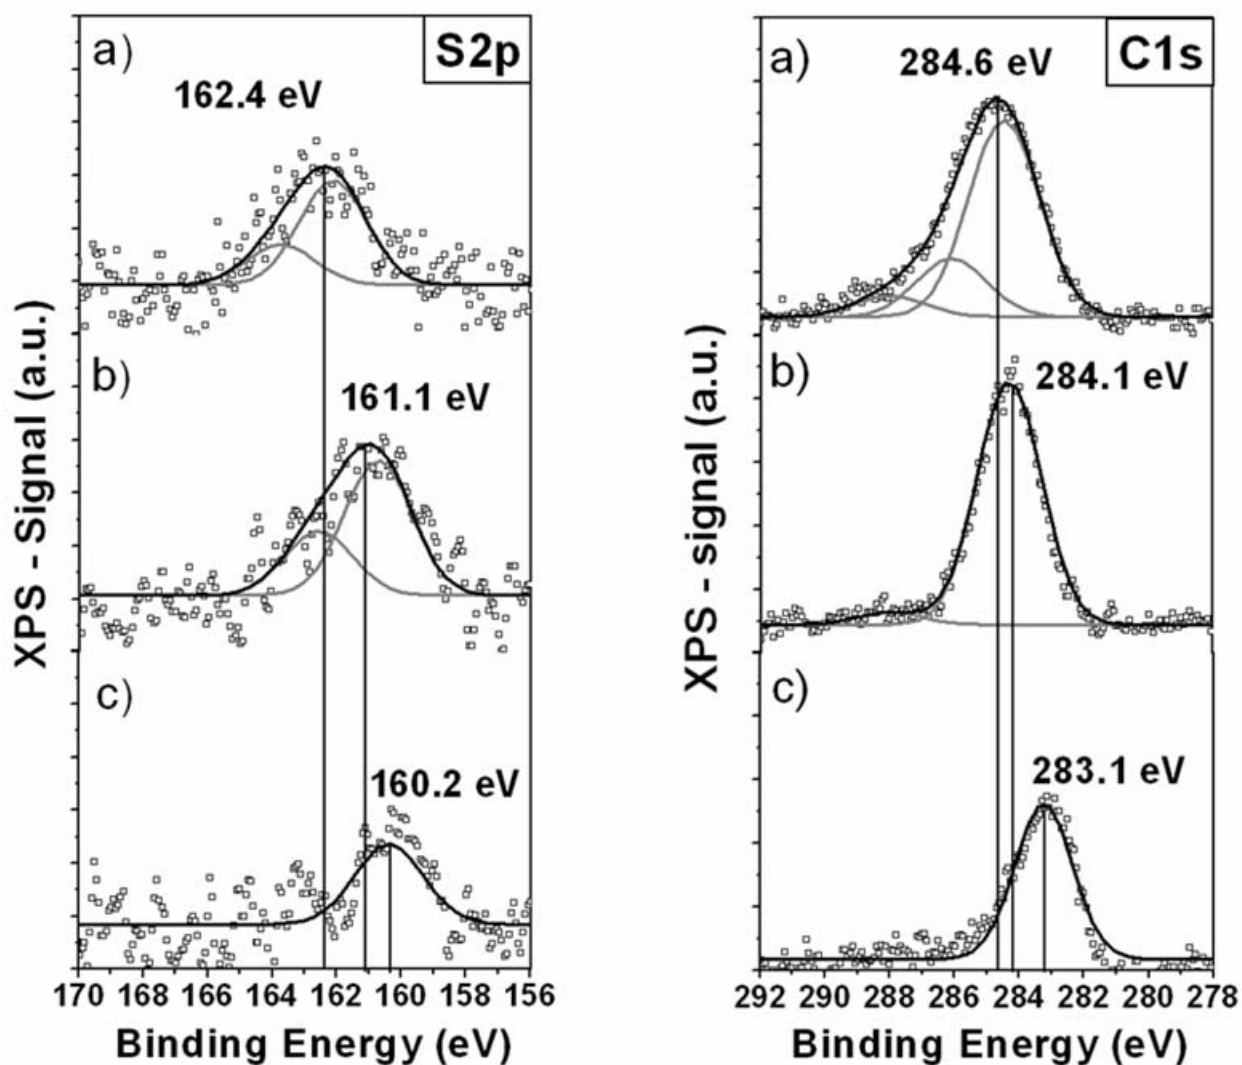 a)
S2p
162.4 eV
b)
161.1 eV
c)
160.2 eV
XPS - Signal (a.u.)
170 168 166 164 162 160 158 156
Binding Energy (eV)
a)
C1s
284.6 eV
b)
284.1 eV
c)
283.1 eV
XPS - signal (a.u.)
292 290 288 286 284 282 280 278
Binding Energy (eV)